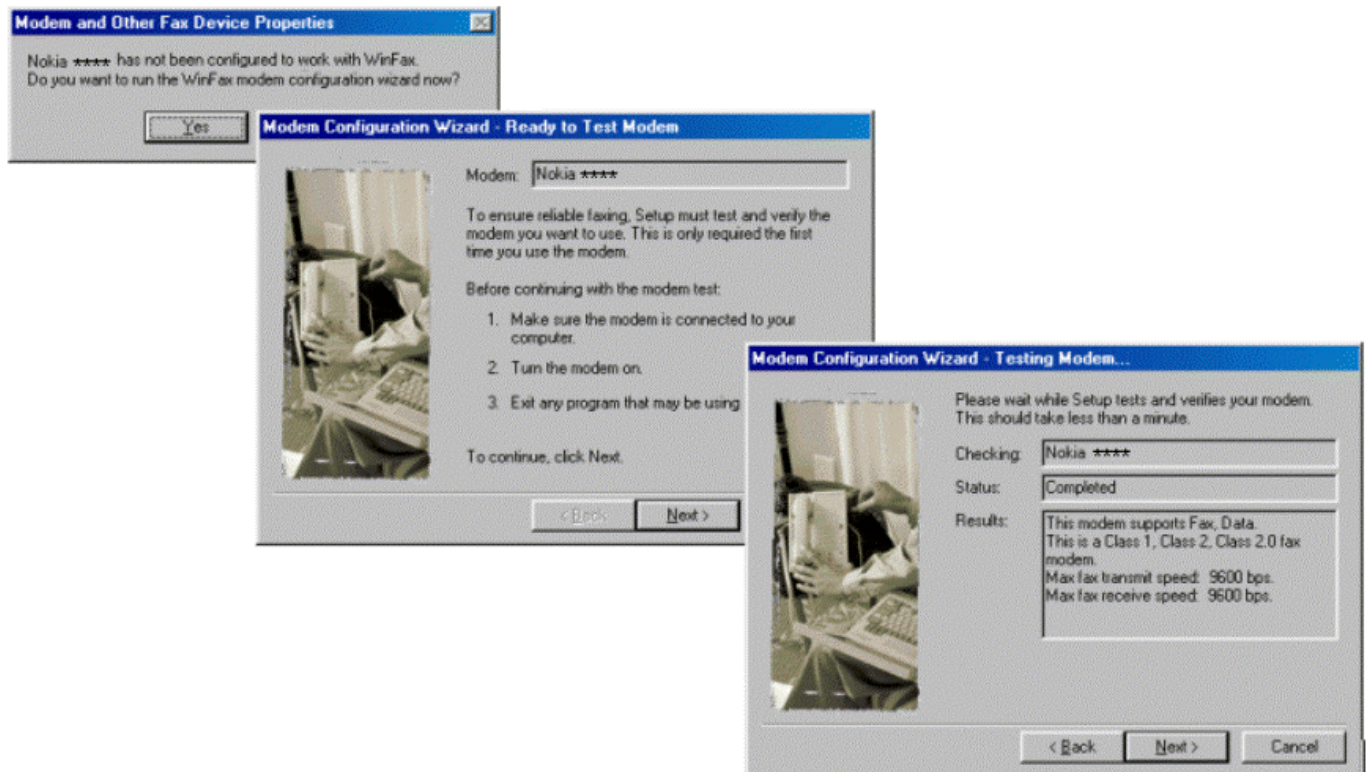 Modem and Other Fax Device Properties
Nokia **** has not been configured to work with WinFax.
Do you want to run the WinFax modem configuration wizard now?
Yes
Modem Configuration Wizard - Ready to Test Modem
Modem: Nokia ****
To ensure reliable faxing, Setup must test and verify the
modem you want to use. This is only required the first
time you use the modem.
Before continuing with the modem test:
1. Make sure the modem is connected to your
computer.
2. Turn the modem on.
3. Exit any program that may be using
To continue, click Next.
< Back Next >
Modem Configuration Wizard - Testing Modem...
Please wait while Setup tests and verifies your modem.
This should take less than a minute.
Checking: Nokia ****
Status: Completed
Results: This modem supports Fax, Data.
This is a Class 1, Class 2, Class 2.0 fax
modem.
Max fax transmit speed: 9600 bps.
Max fax receive speed: 9600 bps.
< Back Next > Cancel